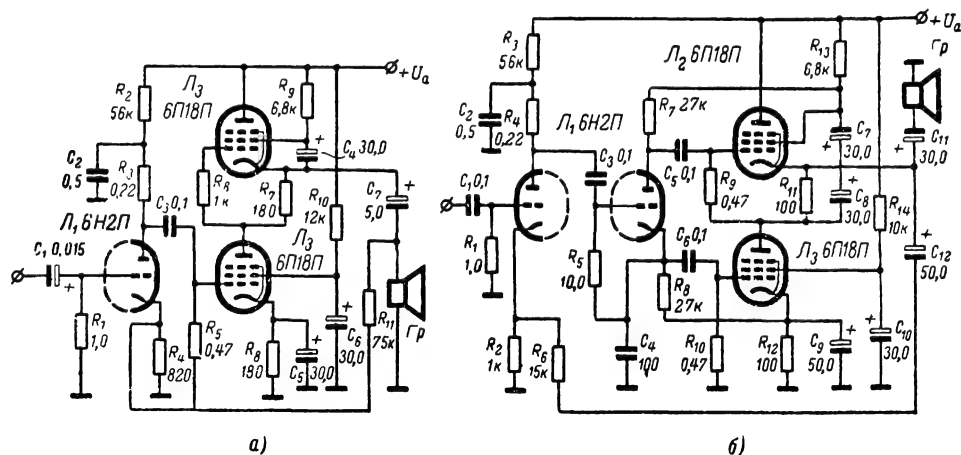 +Uа
R2
56к
Л3
6П18П
R9
6,8к
+
C4 30,0
C2
0,5
R3
0,22
R6
1к
R7
180
R10
12к
+
C7
5,0
Л1 6Н2П
C3 0,1
Л3
6П18П
C1 0,015
+
R1
1,0
R4
820
R5
0,47
R8
180
+
C5 30,0
+
C6
30,0
R11
75к
Гр
а)
+Uа
R3
56к
Л2 6П18П
R13
6,8к
Гр
C2
0,5
R4
0,22
Л1 6Н2П
R7 27к
+
C7
30,0
+
C11
30,0
C1 0,1
C3 0,1
C5
0,1
R9
0,47
R11
100
+
C8
30,0
R14
10к
R1
1,0
R5
10,0
C6 0,1
R8
27к
Л3 6П18П
+
C12
50,0
R2
1к
R6
15к
C4
100
R10
0,47
R12
100
+
C9
50,0
+
C10
30,0
б)